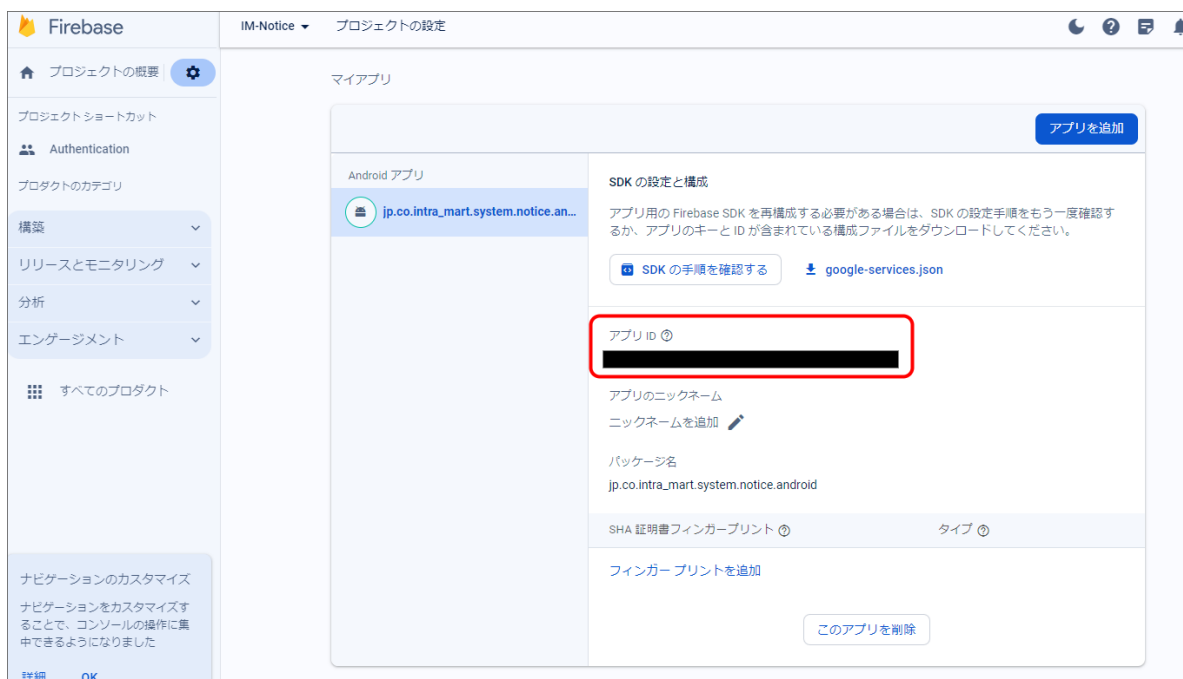 Firebase
IM-Notice
プロジェクトの設定
プロジェクトの概要
プロジェクト ショートカット
Authentication
プロダクトのカテゴリ
構築
リリースとモニタリング
分析
エンゲージメント
すべてのプロダクト
ナビゲーションのカスタマイズ
ナビゲーションをカスタマイズす
ることで、コンソールの操作に集
中できるようになりました
詳細 OK
マイアプリ
アプリを追加
Android アプリ
jp.co.intra_mart.system.notice.an...
SDK の設定と構成
アプリ用の Firebase SDK を再構成する必要がある場合は、SDK の設定手順をもう一度確認す
るか、アプリのキーと ID が含まれている構成ファイルをダウンロードしてください。
SDK の手順を確認する
google-services.json
アプリ ID
アプリのニックネーム
ニックネームを追加
パッケージ名
jp.co.intra_mart.system.notice.android
SHA 証明書フィンガープリント タイプ
フィンガー プリントを追加
このアプリを削除